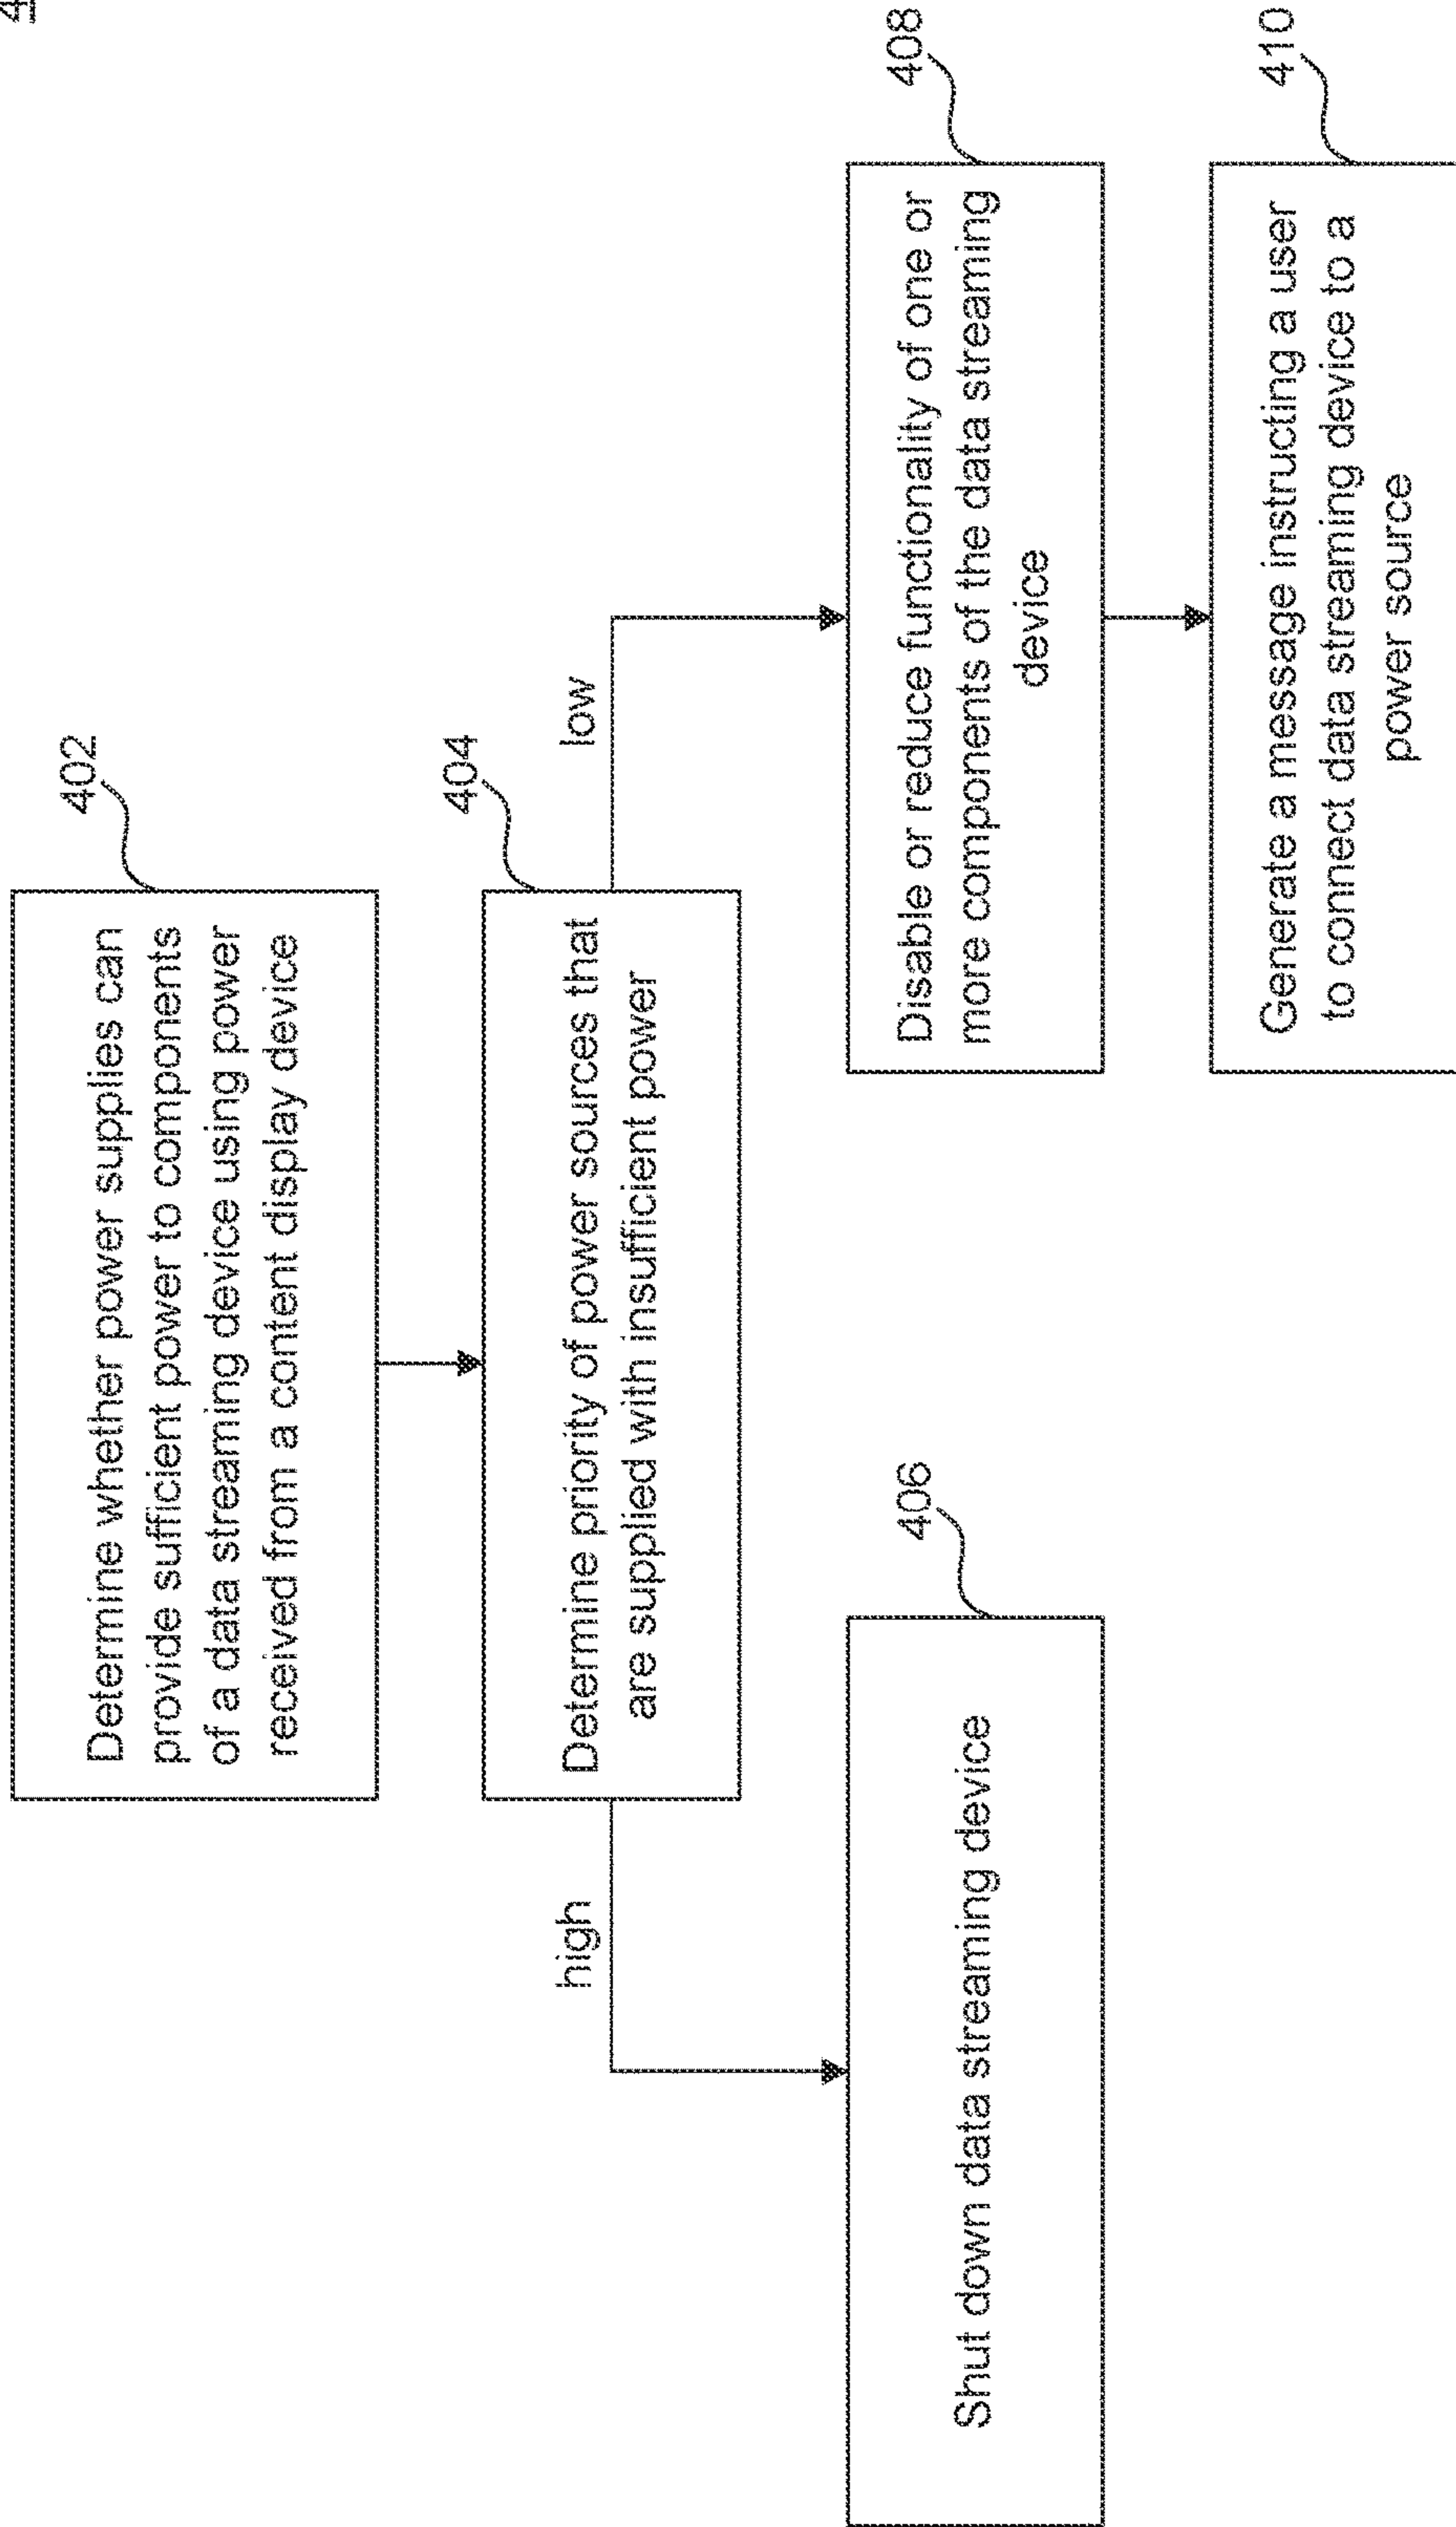 402
Determine whether power supplies can
provide sufficient power to components
of a data streaming device using power
received from a content display device
404
Determine priority of power sources that
are supplied with insufficient power
high
low
406
Shut down data streaming device
408
Disable or reduce functionality of one or
more components of the data streaming
device
410
Generate a message instructing a user
to connect data streaming device to a
power source